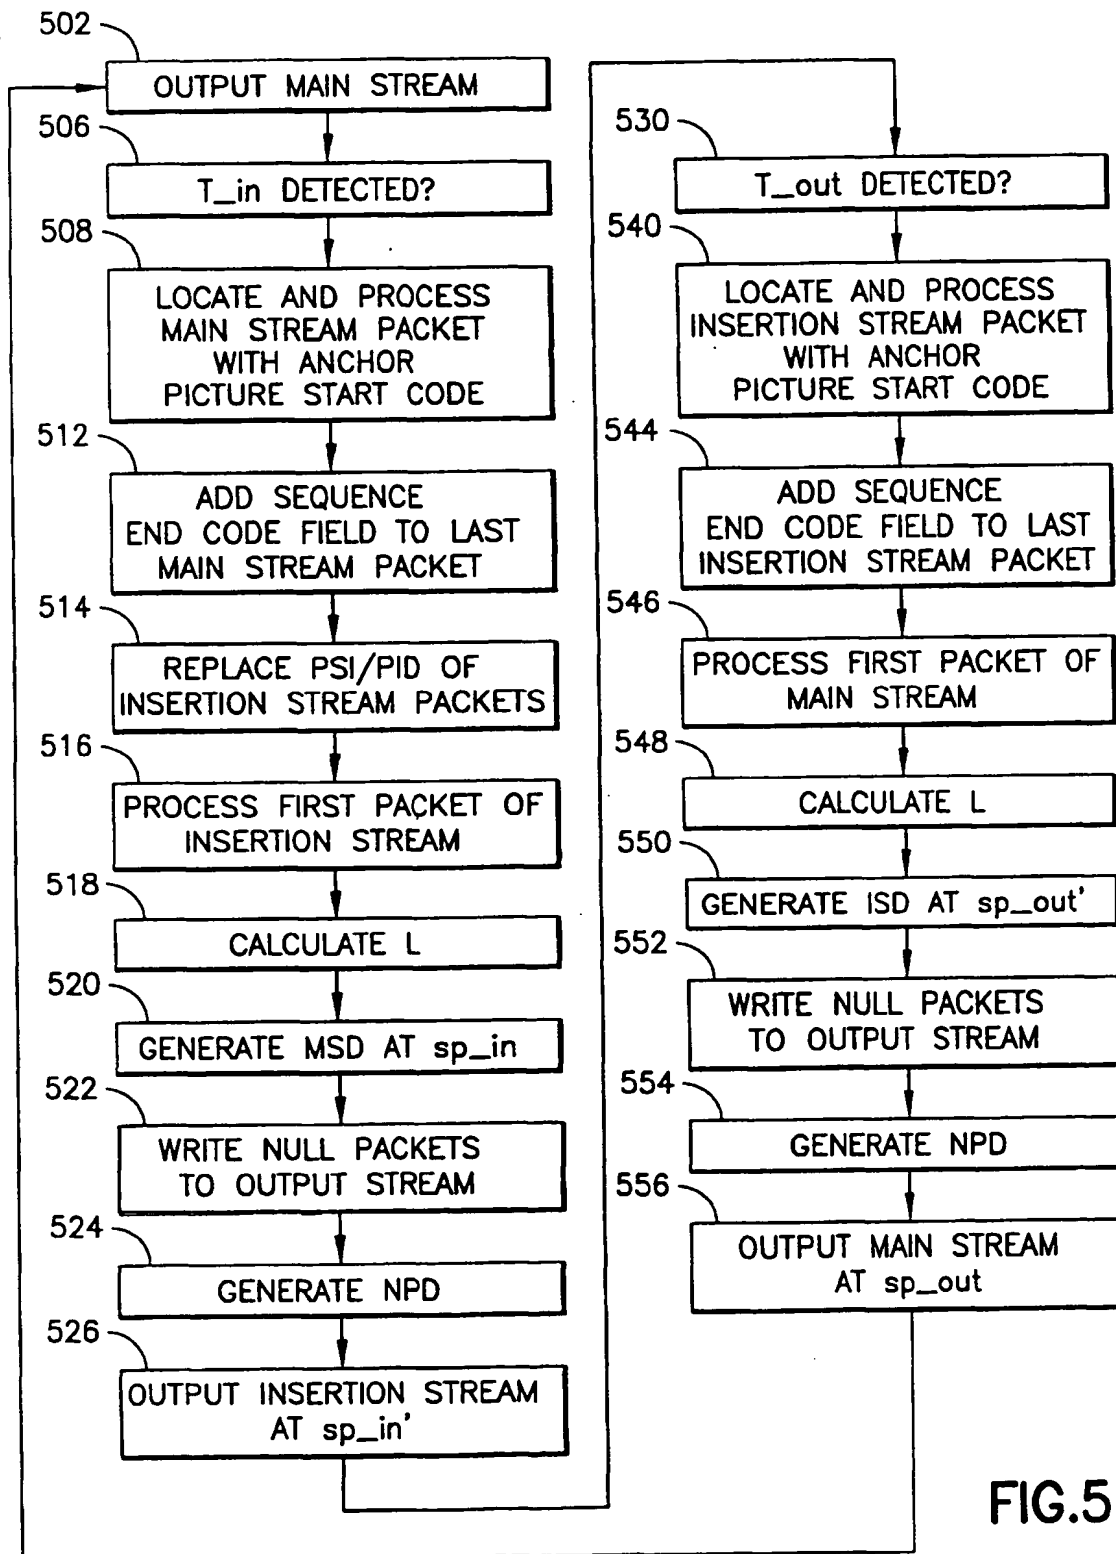 502
OUTPUT MAIN STREAM
506
T_in DETECTED?
508
LOCATE AND PROCESS
MAIN STREAM PACKET
WITH ANCHOR
PICTURE START CODE
512
ADD SEQUENCE
END CODE FIELD TO LAST
MAIN STREAM PACKET
514
REPLACE PSI/PID OF
INSERTION STREAM PACKETS
516
PROCESS FIRST PACKET OF
INSERTION STREAM
518
CALCULATE L
520
GENERATE MSD AT sp_in
522
WRITE NULL PACKETS
TO OUTPUT STREAM
524
GENERATE NPD
526
OUTPUT INSERTION STREAM
AT sp_in'
530
T_out DETECTED?
540
LOCATE AND PROCESS
INSERTION STREAM PACKET
WITH ANCHOR
PICTURE START CODE
544
ADD SEQUENCE
END CODE FIELD TO LAST
INSERTION STREAM PACKET
546
PROCESS FIRST PACKET OF
MAIN STREAM
548
CALCULATE L
550
GENERATE ISD AT sp_out'
552
WRITE NULL PACKETS
TO OUTPUT STREAM
554
GENERATE NPD
556
OUTPUT MAIN STREAM
AT sp_out
FIG.5